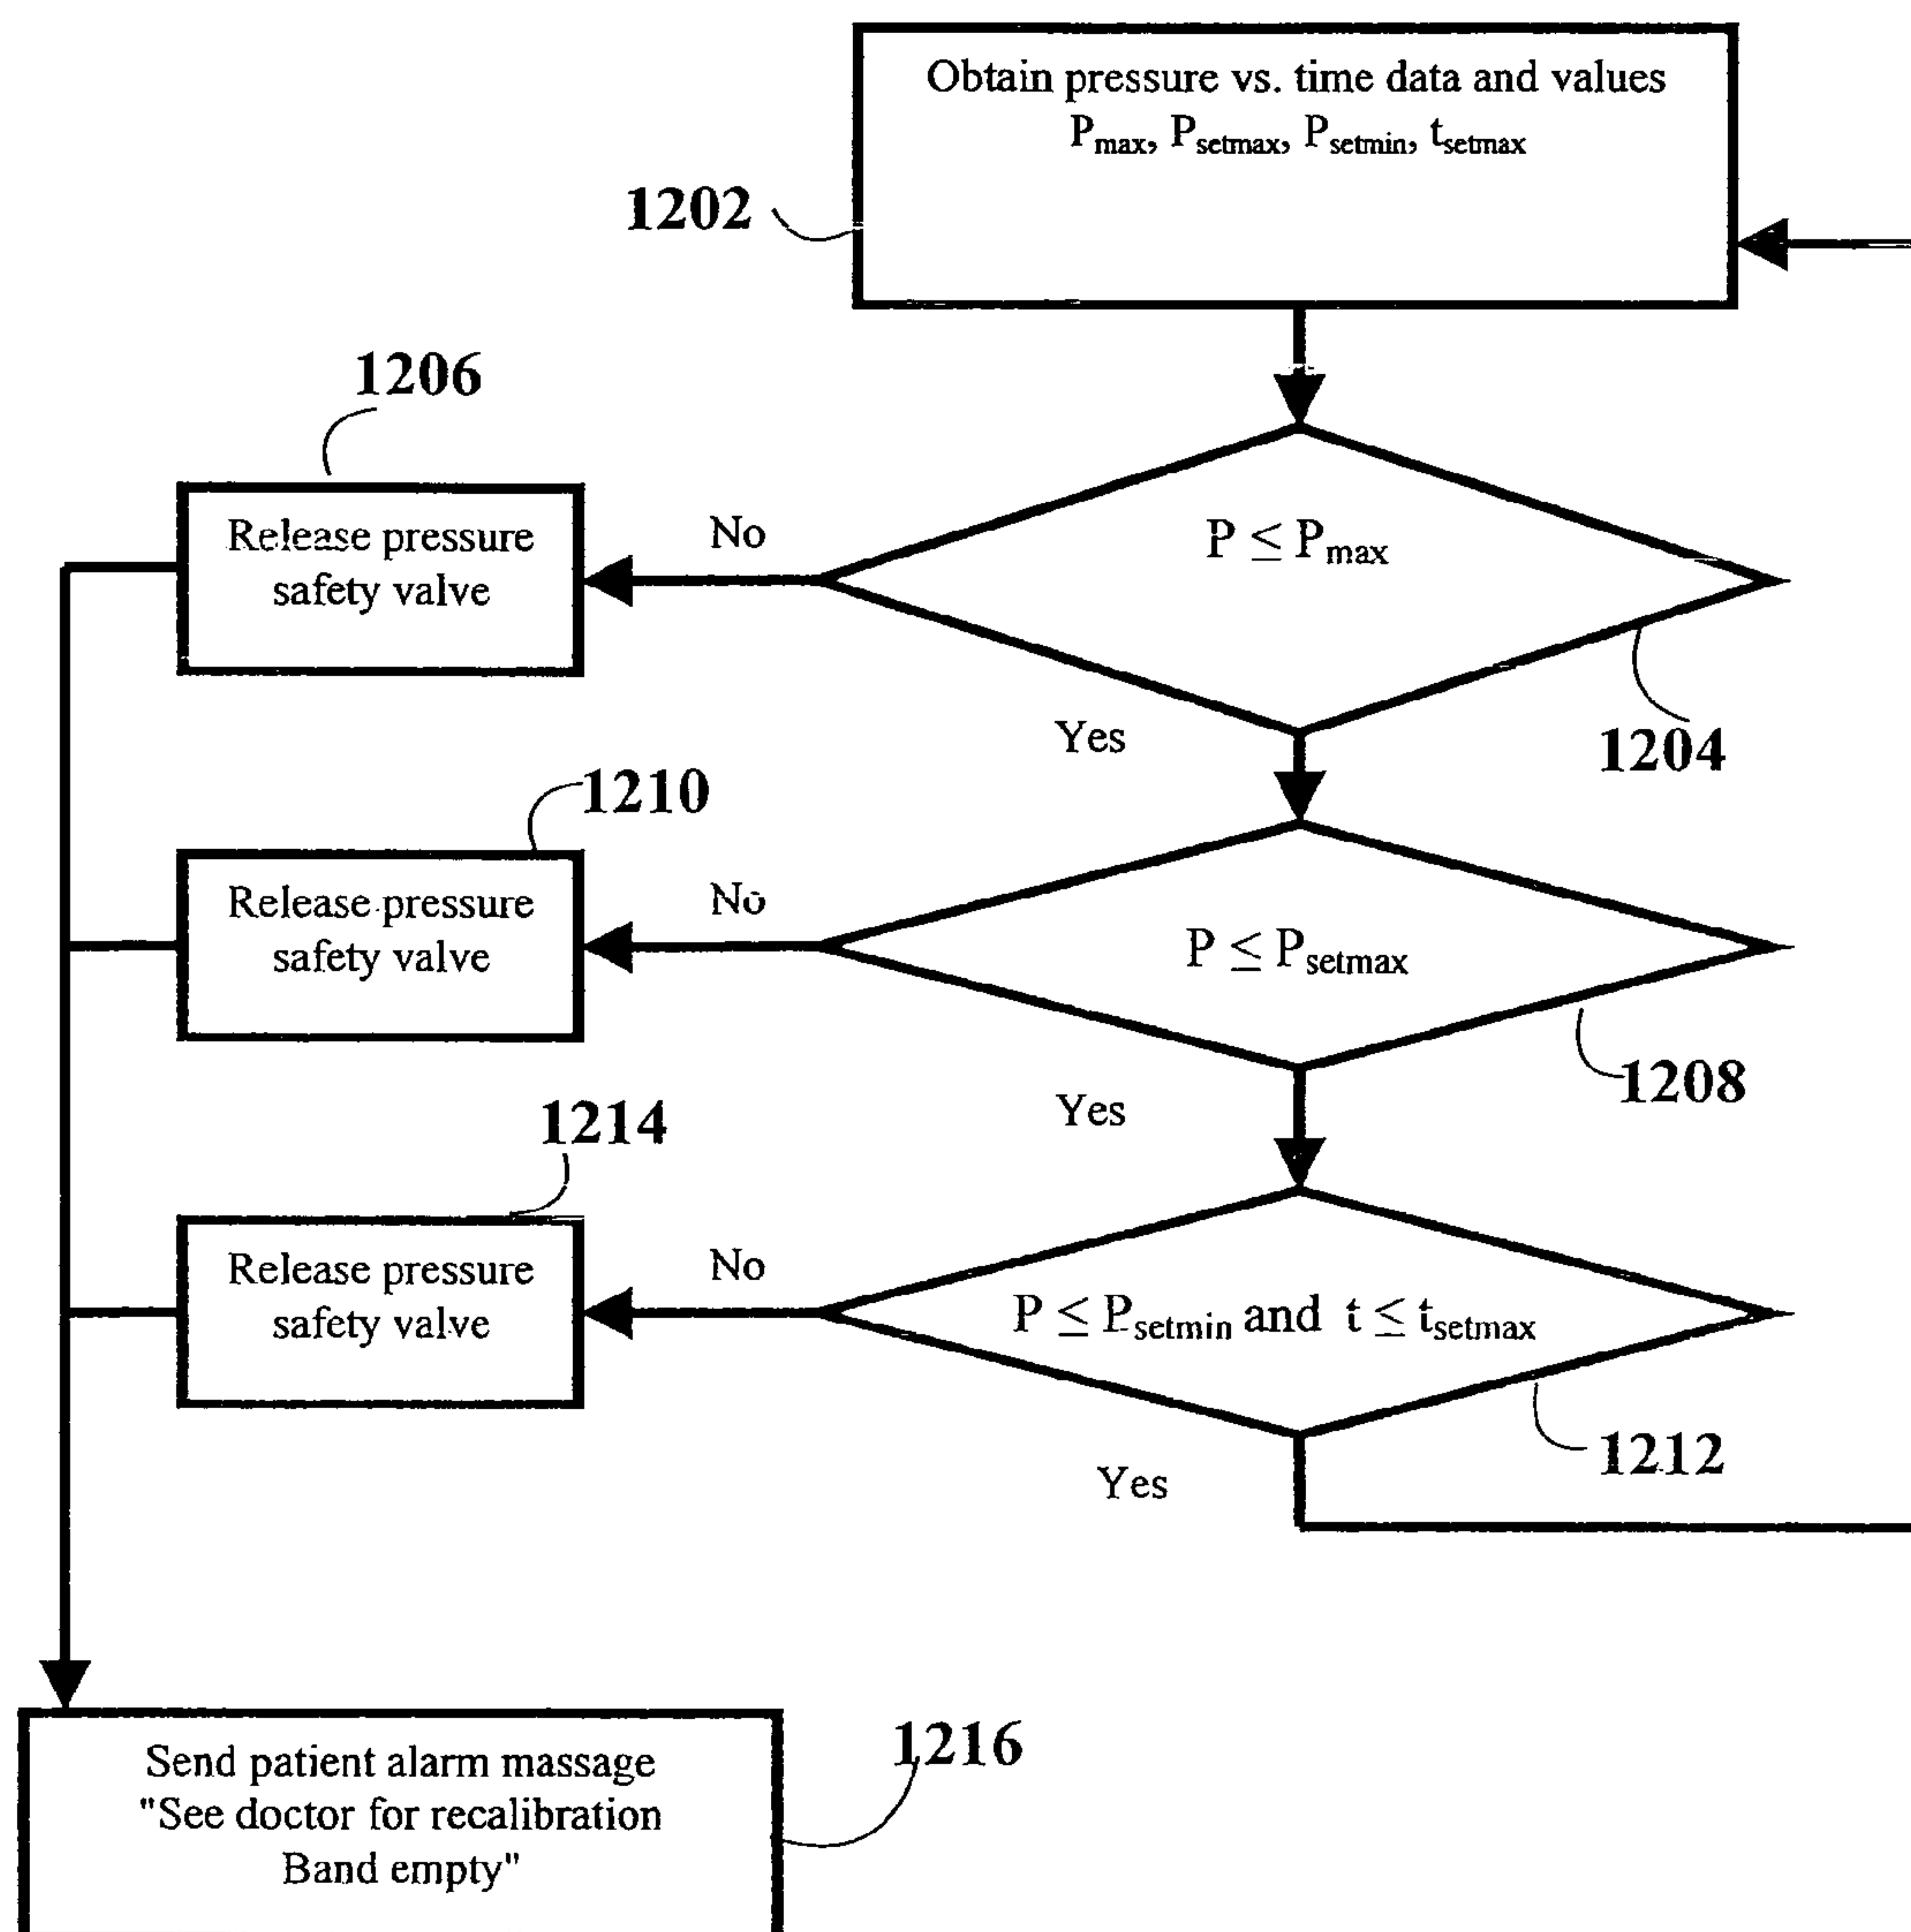 Obtain pressure vs. time data and values
Pmax, Psetmax, Psetmin, tsetmax
1202
1206
Release pressure
safety valve
No
P ≤ Pmax
1204
Yes
1210
Release pressure
safety valve
No
P ≤ Psetmax
1208
Yes
1214
Release pressure
safety valve
No
P ≤ Psetmin and t ≤ tsetmax
1212
Yes
Send patient alarm massage
"See doctor for recalibration
Band empty"
1216